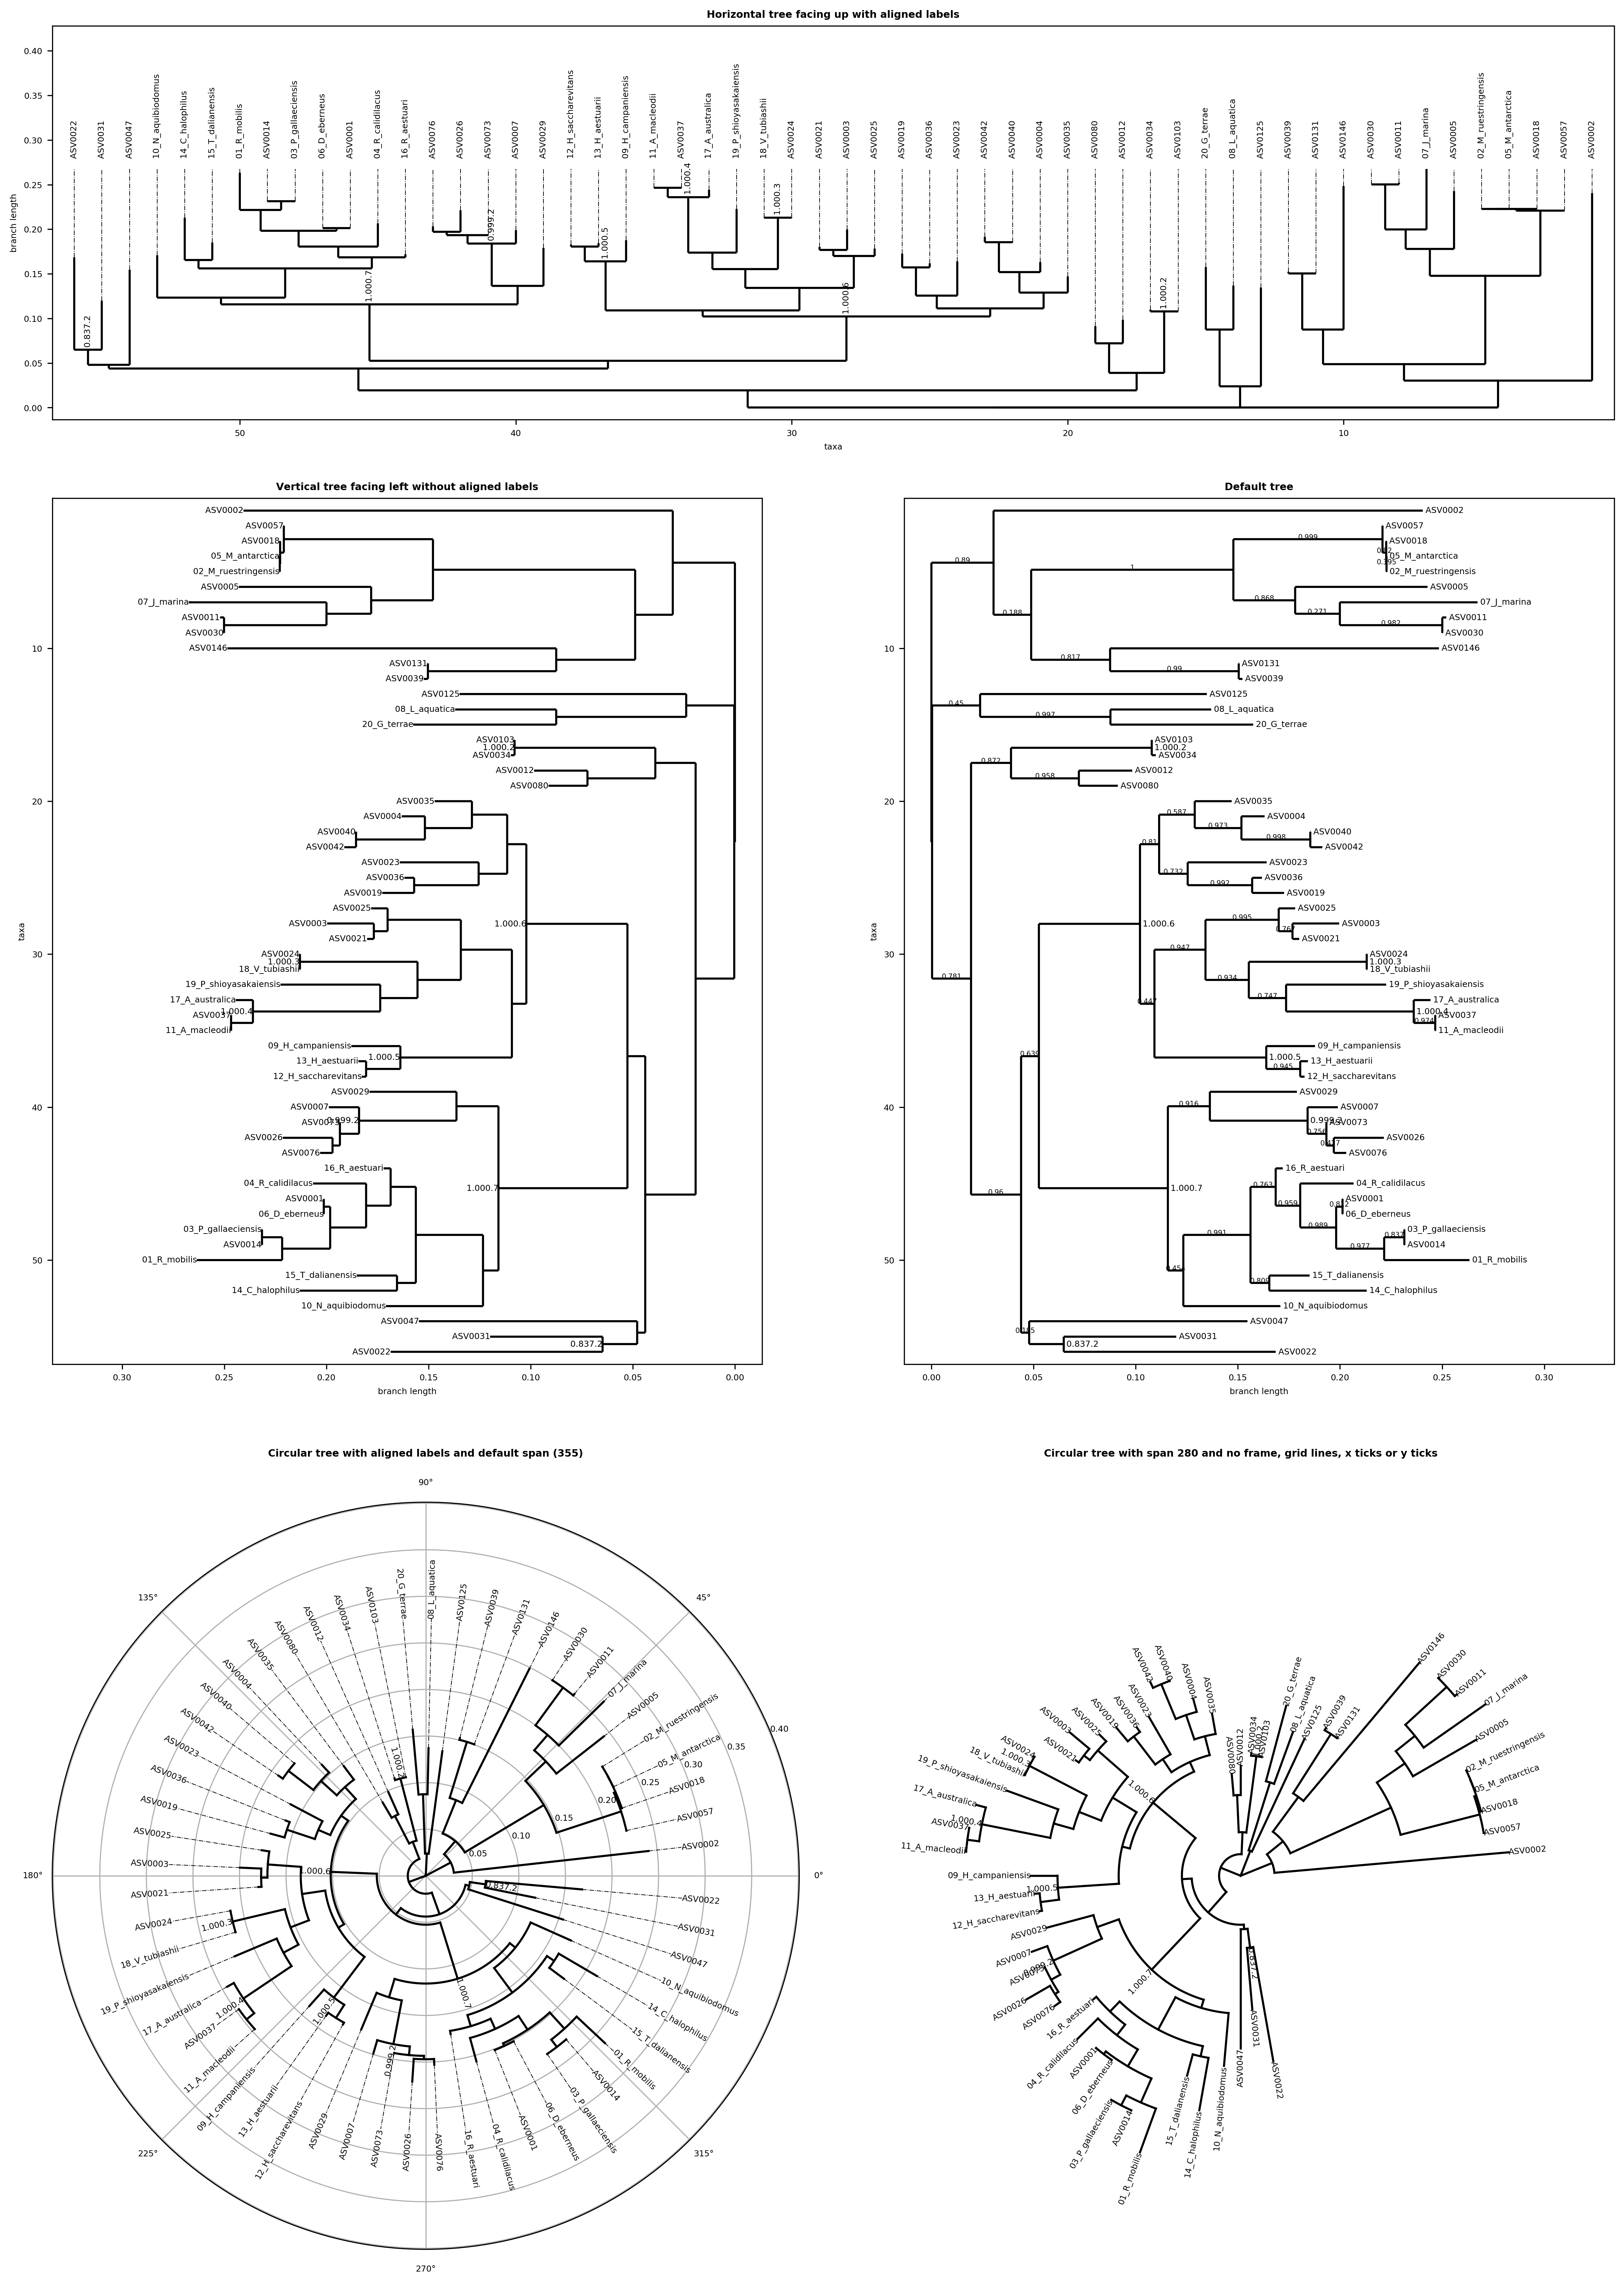 Horizontal tree facing up with aligned labels
branch length
0.40
0.35
0.30
0.25
0.20
0.15
0.10
0.05
0.00
ASV0022
ASV0031
ASV0047
10_N_aquibiodomus
14_C_halophilus
15_T_dalianensis
01_R_mobilis
ASV0014
03_P_gallaeciensis
06_D_eberneus
ASV0001
04_R_calidilacus
16_R_aestuari
ASV0076
ASV0026
ASV0073
ASV0007
ASV0029
12_H_saccharevitans
13_H_aestuarii
09_H_campaniensis
11_A_macleodii
ASV0037
17_A_australica
19_P_shioyasakaiensis
18_V_tubiashii
ASV0024
ASV0021
ASV0003
ASV0025
ASV0019
ASV0036
ASV0023
ASV0042
ASV0040
ASV0004
ASV0035
ASV0080
ASV0012
ASV0034
ASV0103
20_G_terrae
08_L_aquatica
ASV0125
ASV0039
ASV0131
ASV0146
ASV0030
ASV0011
07_J_marina
ASV0005
02_M_ruestringensis
05_M_antarctica
ASV0018
ASV0057
ASV0002
0.837.2
1.000.7
0.999.2
1.000.5
1.000.4
1.000.3
1.000.6
1.000.2
50
40
30
20
10
taxa
Vertical tree facing left without aligned labels
taxa
10
20
30
40
50
ASV0002
ASV0057
ASV0018
05_M_antarctica
02_M_ruestringensis
ASV0005
07_J_marina
ASV0011
ASV0030
ASV0146
ASV0131
ASV0039
ASV0125
08_L_aquatica
20_G_terrae
ASV0103
1.000.2
ASV0034
ASV0012
ASV0080
ASV0035
ASV0004
ASV0040
ASV0042
ASV0023
ASV0036
ASV0019
ASV0025
ASV0003
1.000.6
ASV0021
ASV0024
1.000.3
18_V_tubiashii
19_P_shioyasakaiensis
17_A_australica
1.000.4
ASV0037
11_A_macleodii
09_H_campaniensis
1.000.5
13_H_aestuarii
12_H_saccharevitans
ASV0029
ASV0007
0.999.2
ASV0073
ASV0026
ASV0076
16_R_aestuari
04_R_calidilacus
1.000.7
ASV0001
06_D_eberneus
03_P_gallaeciensis
ASV0014
01_R_mobilis
15_T_dalianensis
14_C_halophilus
10_N_aquibiodomus
ASV0047
ASV0031
0.837.2
ASV0022
0.30
0.25
0.20
0.15
0.10
0.05
0.00
branch length
Default tree
taxa
10
20
30
40
50
ASV0002
ASV0057
0.999
ASV0018
05_M_antarctica
0.89
1
02_M_ruestringensis
ASV0005
0.868
07_J_marina
0.188
0.271
ASV0011
0.982
ASV0030
ASV0146
0.817
ASV0131
0.99
ASV0039
ASV0125
0.45
08_L_aquatica
0.997
20_G_terrae
ASV0103
1.000.2
ASV0034
0.872
ASV0012
0.958
ASV0080
ASV0035
0.587
ASV0004
0.973
ASV0040
0.998
ASV0042
0.81
ASV0023
0.732
ASV0036
0.992
ASV0019
ASV0025
0.995
ASV0003
1.000.6
0.767
ASV0021
0.947
ASV0024
1.000.3
18_V_tubiashii
0.781
0.934
19_P_shioyasakaiensis
0.747
17_A_australica
0.447
1.000.4
ASV0037
0.974
11_A_macleodii
09_H_campaniensis
0.639
1.000.5
13_H_aestuarii
0.945
12_H_saccharevitans
ASV0029
0.916
ASV0007
0.999.2
ASV0073
0.756
ASV0026
ASV0076
16_R_aestuari
0.763
04_R_calidilacus
1.000.7
0.96
ASV0001
0.959
06_D_eberneus
0.989
03_P_gallaeciensis
0.991
ASV0014
0.977
01_R_mobilis
15_T_dalianensis
0.809
14_C_halophilus
10_N_aquibiodomus
ASV0047
ASV0031
0.837.2
ASV0022
0.00
0.05
0.10
0.15
0.20
0.25
0.30
branch length
Circular tree with aligned labels and default span (355)
0°
45°
90°
135°
180°
225°
270°
315°
0.05
0.10
0.15
0.20
0.25
0.30
0.35
0.40
ASV0002
ASV0057
ASV0018
05_M_antarctica
02_M_ruestringensis
ASV0005
07_J_marina
ASV0011
ASV0030
ASV0146
ASV0131
ASV0039
ASV0125
08_L_aquatica
20_G_terrae
ASV0103
ASV0034
ASV0012
ASV0080
ASV0035
ASV0004
ASV0040
ASV0042
ASV0023
ASV0036
ASV0019
ASV0025
ASV0003
ASV0021
ASV0024
18_V_tubiashii
19_P_shioyasakaiensis
17_A_australica
ASV0037
11_A_macleodii
09_H_campaniensis
13_H_aestuarii
12_H_saccharevitans
ASV0029
ASV0007
ASV0073
ASV0026
ASV0076
16_R_aestuari
04_R_calidilacus
ASV0001
06_D_eberneus
03_P_gallaeciensis
ASV0014
01_R_mobilis
15_T_dalianensis
14_C_halophilus
10_N_aquibiodomus
ASV0047
ASV0031
ASV0022
1.000.2
1.000.6
1.000.3
1.000.4
1.000.5
0.999.2
1.000.7
0.837.2
Circular tree with span 280 and no frame, grid lines, x ticks or y ticks
ASV0002
ASV0057
ASV0018
05_M_antarctica
02_M_ruestringensis
ASV0005
07_J_marina
ASV0011
ASV0030
ASV0146
ASV0131
ASV0039
ASV0125
08_L_aquatica
20_G_terrae
ASV0103
1.000.2
ASV0034
ASV0012
ASV0080
ASV0035
ASV0004
ASV0040
ASV0042
ASV0023
ASV0036
ASV0019
ASV0025
ASV0003
ASV0021
1.000.6
ASV0024
1.000.3
18_V_tubiashii
19_P_shioyasakaiensis
17_A_australica
1.000.4
ASV0037
11_A_macleodii
09_H_campaniensis
1.000.5
13_H_aestuarii
12_H_saccharevitans
ASV0029
ASV0007
0.999.2
ASV0073
ASV0026
ASV0076
1.000.7
16_R_aestuari
04_R_calidilacus
ASV0001
06_D_eberneus
03_P_gallaeciensis
ASV0014
01_R_mobilis
15_T_dalianensis
14_C_halophilus
10_N_aquibiodomus
ASV0047
ASV0031
0.837.2
ASV0022